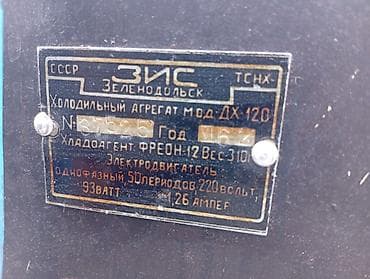 СССР ЗИС ТСНХ
Зеленодольск
Холодильный агрегат мод-ДХ-120
№ Год
Хладоагент ФРЕОН-12 Вес 310
Электродвигатель
однофазный 50 периодов 220 вольт
93 ватт 1,26 ампер